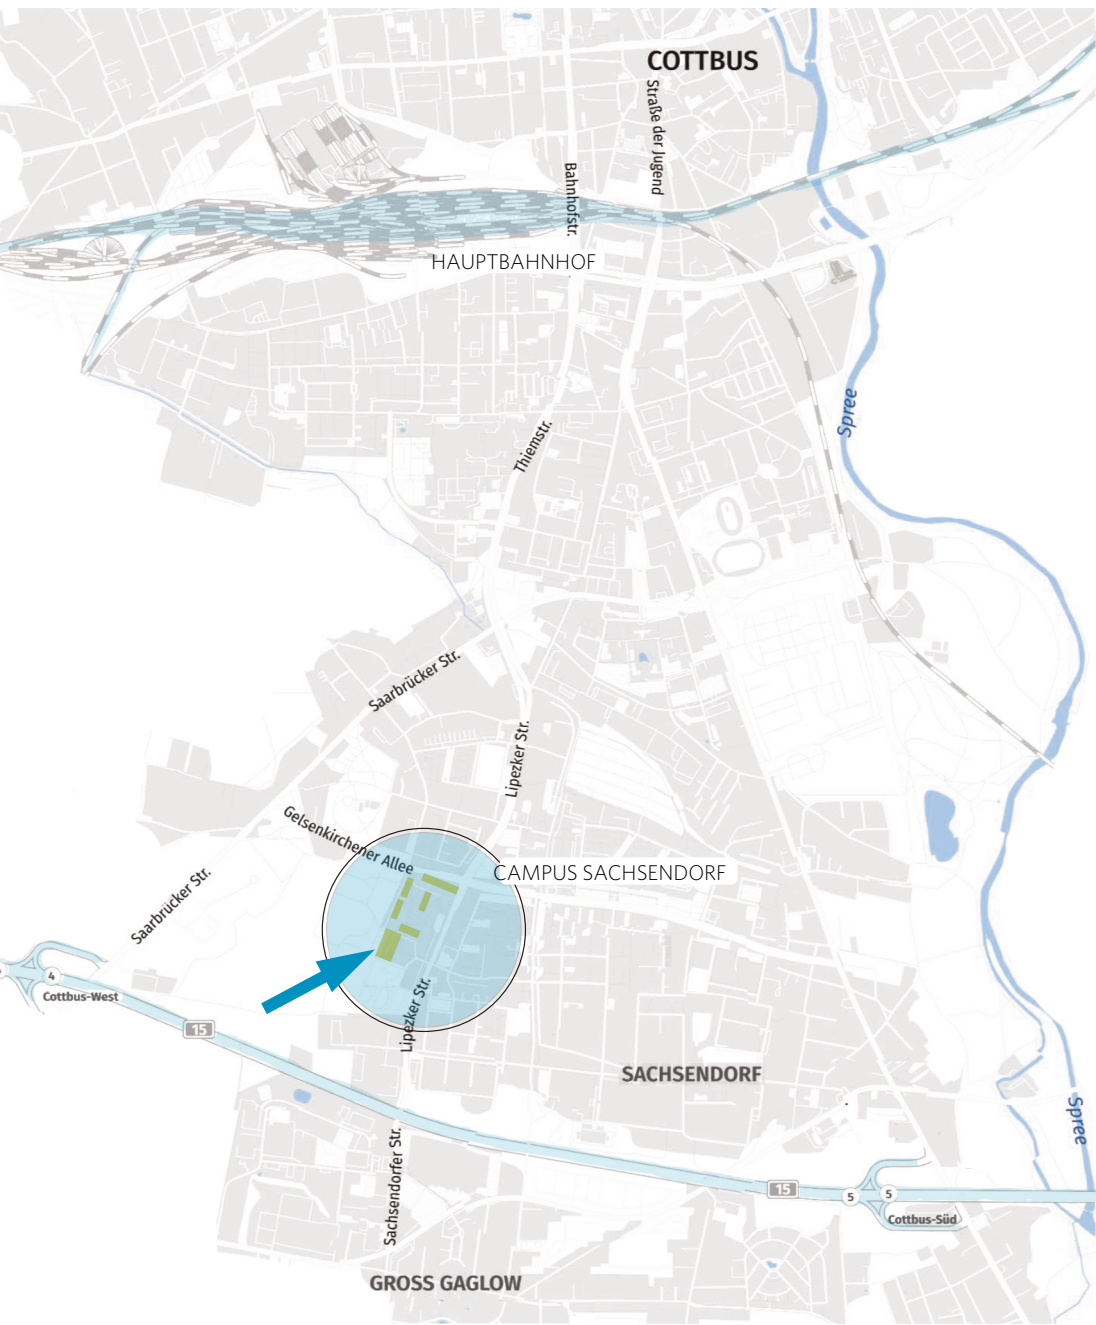 COTTBUS
Straße der Jugend
Bahnhofstr.
HAUPTBAHNHOF
Spree
Thiemstr.
Saarbrücker Str.
Lipezker Str.
Gelsenkirchener Allee
CAMPUS SACHSENDORF
Saarbrücker Str.
4
Cottbus-West
15
Lipezker Str.
SACHSENDORF
Spree
Sachsendorfer Str.
15
5
5
Cottbus-Süd
GROSS GAGLOW